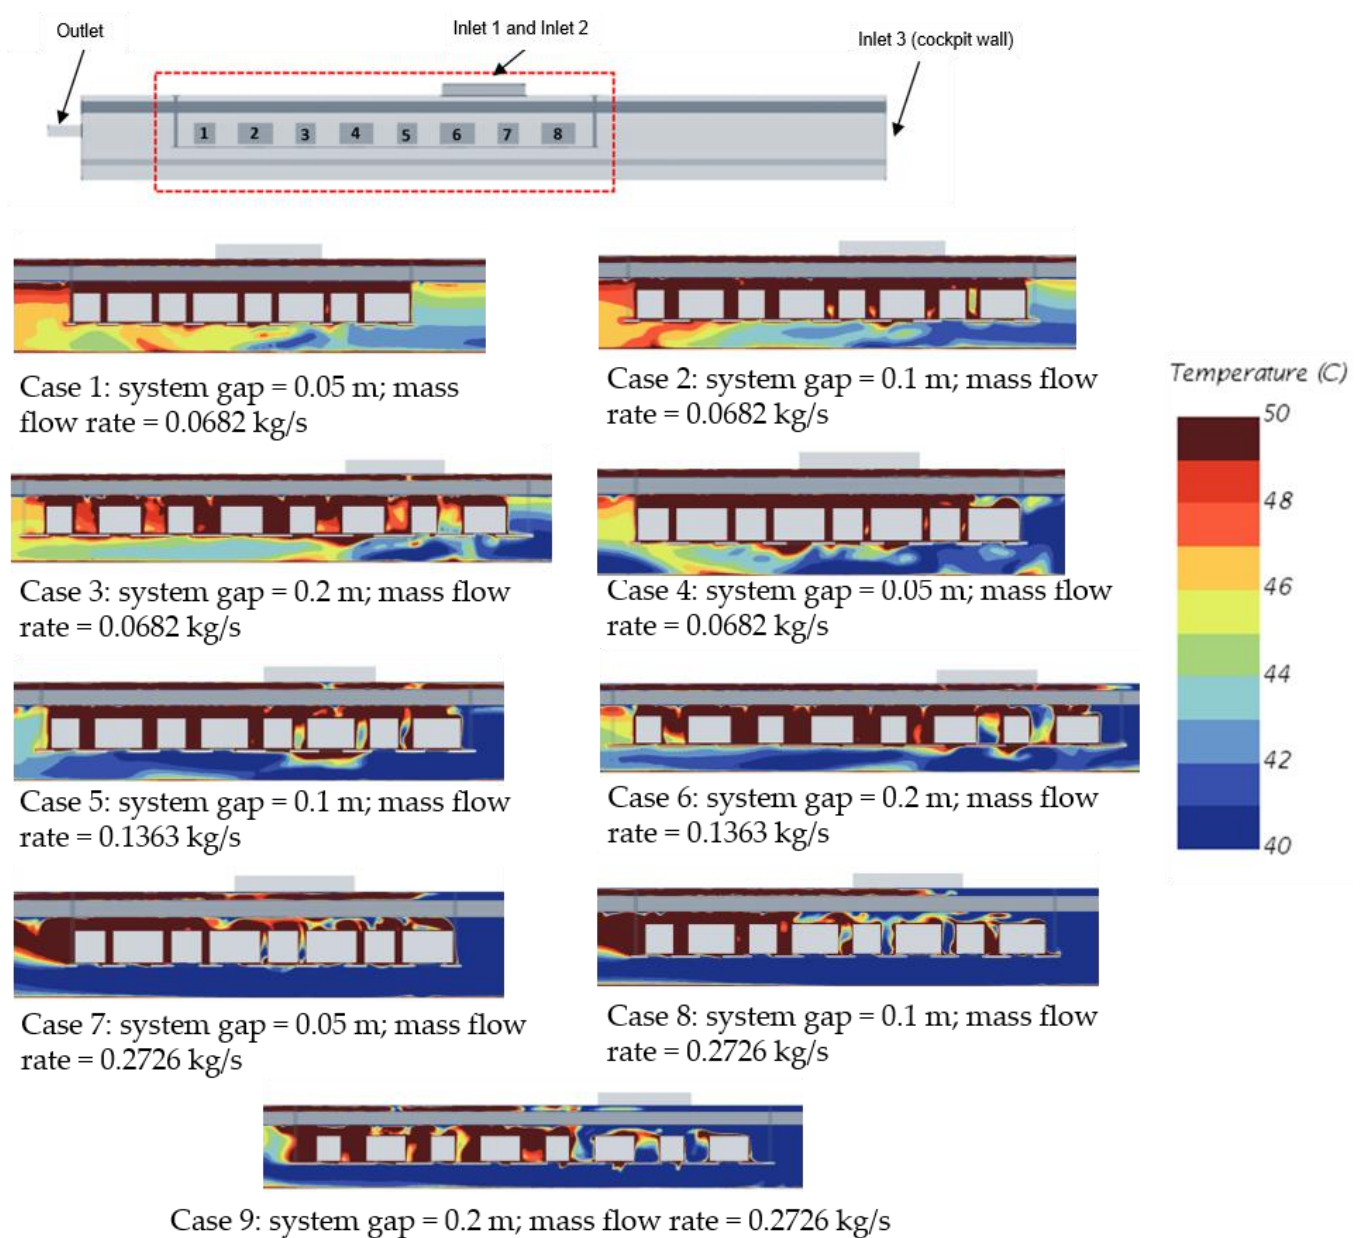 Outlet
Inlet 1 and Inlet 2
Inlet 3 (cockpit wall)
1 2 3 4 5 6 7 8
Case 1: system gap = 0.05 m; mass
flow rate = 0.0682 kg/s
Case 2: system gap = 0.1 m; mass flow
rate = 0.0682 kg/s
Temperature (C)
50
48
46
44
42
40
Case 3: system gap = 0.2 m; mass flow
rate = 0.0682 kg/s
Case 4: system gap = 0.05 m; mass flow
rate = 0.0682 kg/s
Case 5: system gap = 0.1 m; mass flow
rate = 0.1363 kg/s
Case 6: system gap = 0.2 m; mass flow
rate = 0.1363 kg/s
Case 7: system gap = 0.05 m; mass flow
rate = 0.2726 kg/s
Case 8: system gap = 0.1 m; mass flow
rate = 0.2726 kg/s
Case 9: system gap = 0.2 m; mass flow rate = 0.2726 kg/s